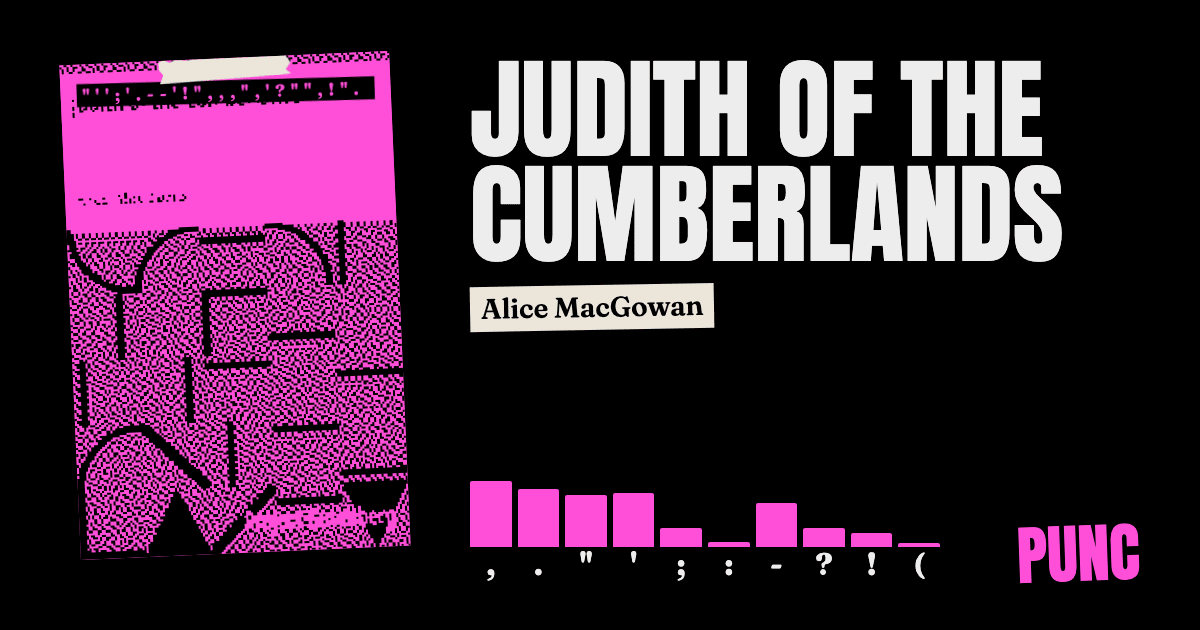 "'';'.--'!",,,",'?"",!".
JUDITH OF THE
CUMBERLANDS
Alice MacGowan
, . " ' ; : - ? ! (
PUNC